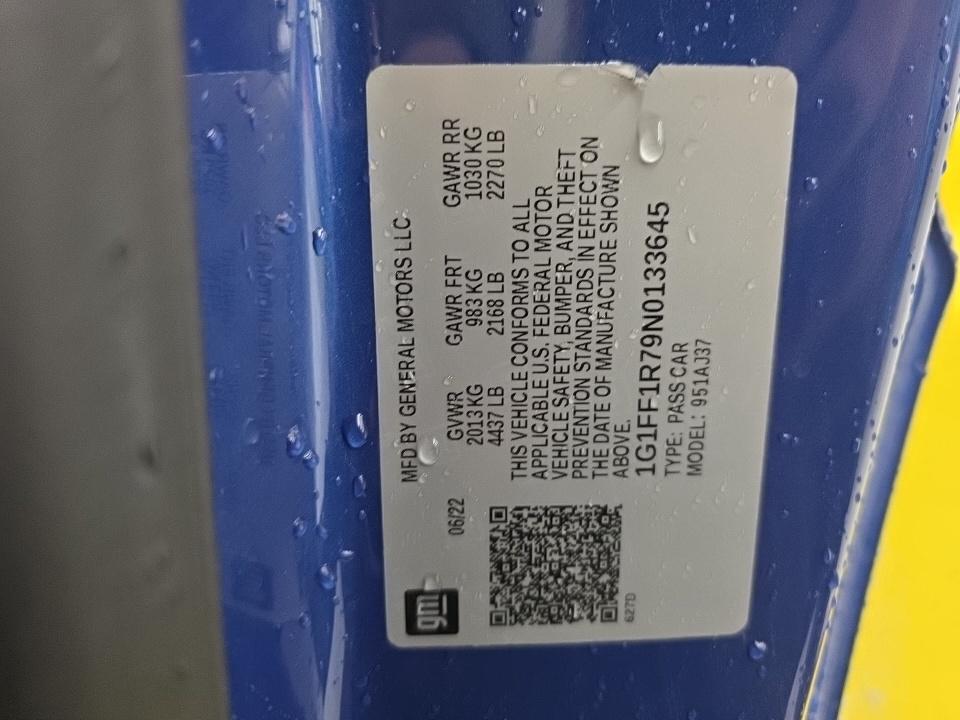 gm
06/22
MFD BY GENERAL MOTORS LLC.
GVWR GAWR FRT GAWR RR
2013 KG 983 KG 1030 KG
4437 LB 2168 LB 2270 LB
THIS VEHICLE CONFORMS TO ALL
APPLICABLE U.S. FEDERAL MOTOR
VEHICLE SAFETY, BUMPER, AND THEFT
PREVENTION STANDARDS IN EFFECT ON
THE DATE OF MANUFACTURE SHOWN
ABOVE.
1G1FF1R79N0133645
TYPE: PASS CAR
MODEL: 951AJ37
627D